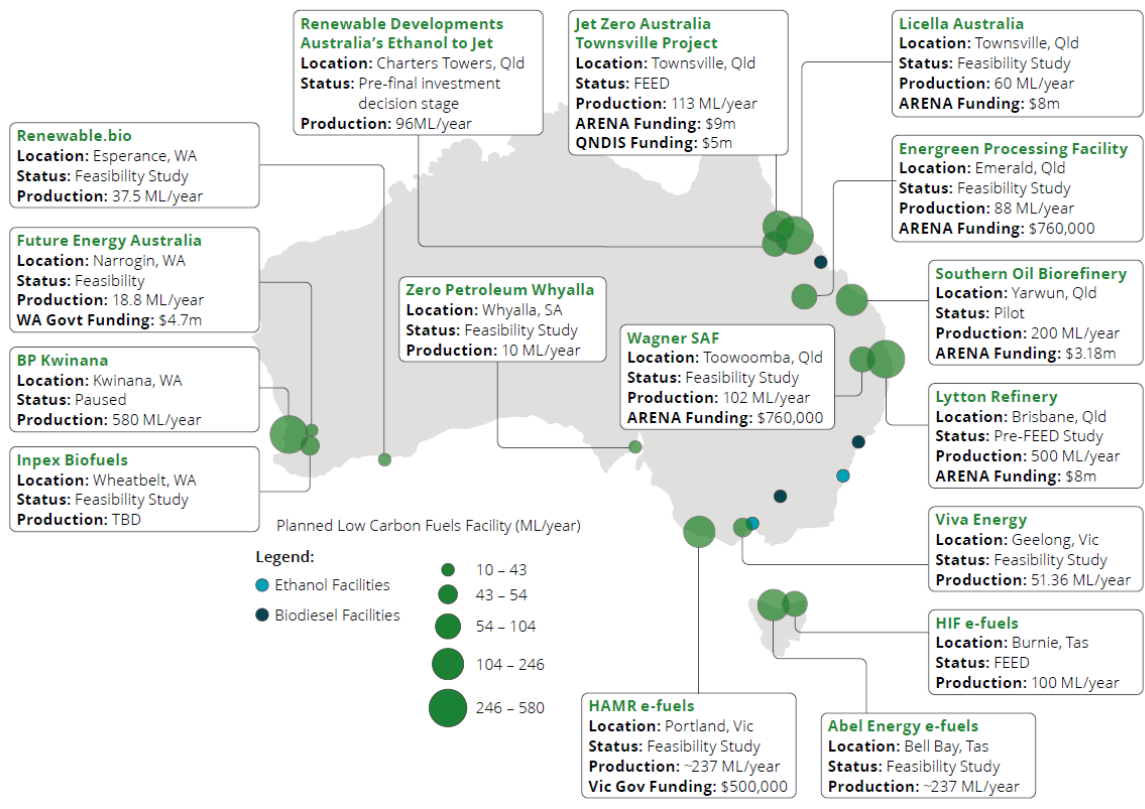 Renewable Developments
Australia's Ethanol to Jet
Location: Charters Towers, Qld
Status: Pre-final investment
decision stage
Production: 96ML/year
Jet Zero Australia
Townsville Project
Location: Townsville, Qld
Status: FEED
Production: 113 ML/year
ARENA Funding: $9m
QNDIS Funding: $5m
Licella Australia
Location: Townsville, Qld
Status: Feasibility Study
Production: 60 ML/year
ARENA Funding: $8m
Renewable.bio
Location: Esperance, WA
Status: Feasibility Study
Production: 37.5 ML/year
Energreen Processing Facility
Location: Emerald, Qld
Status: Feasibility Study
Production: 88 ML/year
ARENA Funding: $760,000
Future Energy Australia
Location: Narrogin, WA
Status: Feasibility
Production: 18.8 ML/year
WA Govt Funding: $4.7m
Zero Petroleum Whyalla
Location: Whyalla, SA
Status: Feasibility Study
Production: 10 ML/year
Southern Oil Biorefinery
Location: Yarwun, Qld
Status: Pilot
Production: 200 ML/year
ARENA Funding: $3.18m
Wagner SAF
Location: Toowoomba, Qld
Status: Feasibility Study
Production: 102 ML/year
ARENA Funding: $760,000
BP Kwinana
Location: Kwinana, WA
Status: Paused
Production: 580 ML/year
Lytton Refinery
Location: Brisbane, Qld
Status: Pre-FEED Study
Production: 500 ML/year
ARENA Funding: $8m
Inpex Biofuels
Location: Wheatbelt, WA
Status: Feasibility Study
Production: TBD
Viva Energy
Location: Geelong, Vic
Status: Feasibility Study
Production: 51.36 ML/year
Planned Low Carbon Fuels Facility (ML/year)
Legend:
Ethanol Facilities
Biodiesel Facilities
10 – 43
43 – 54
54 – 104
104 – 246
246 – 580
HIF e-fuels
Location: Burnie, Tas
Status: FEED
Production: 100 ML/year
HAMR e-fuels
Location: Portland, Vic
Status: Feasibility Study
Production: ~237 ML/year
Vic Gov Funding: $500,000
Abel Energy e-fuels
Location: Bell Bay, Tas
Status: Feasibility Study
Production: ~237 ML/year